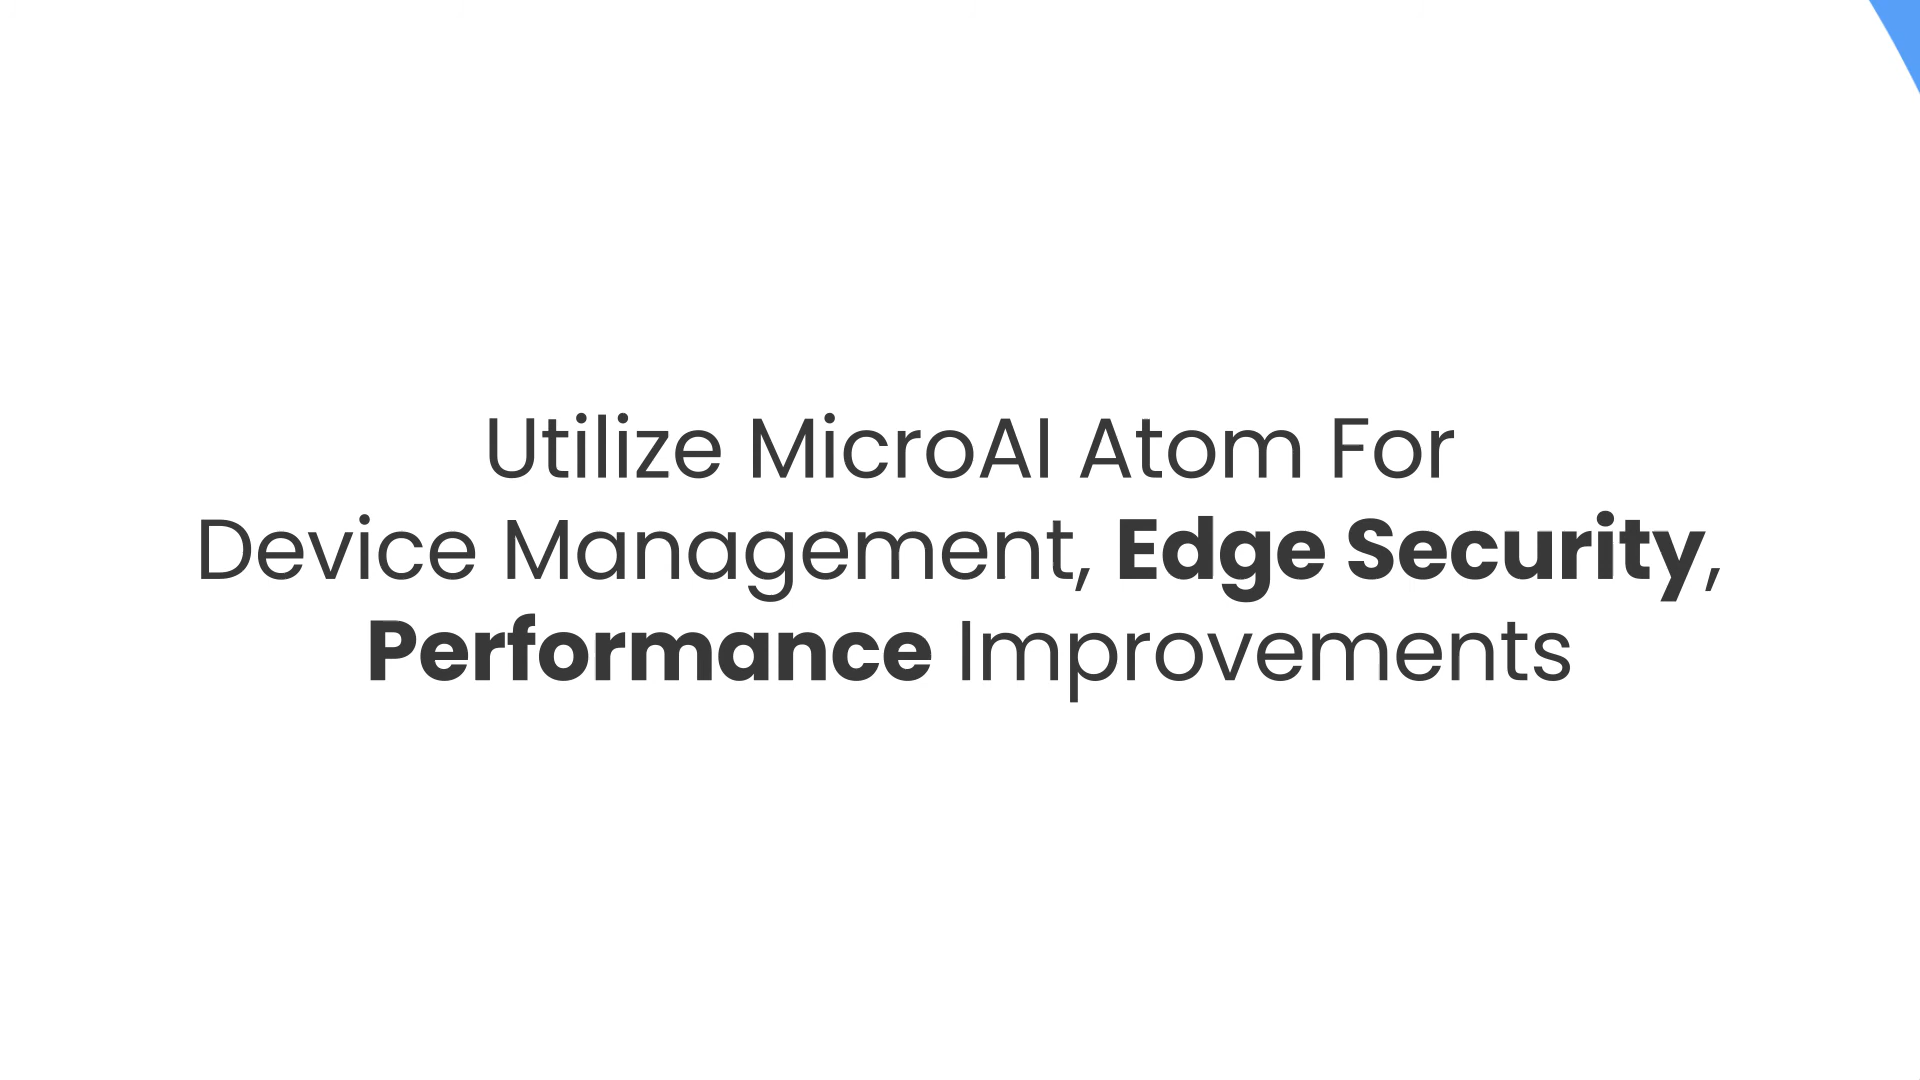 Utilize MicroAI Atom For
Device Management, Edge Security,
Performance Improvements